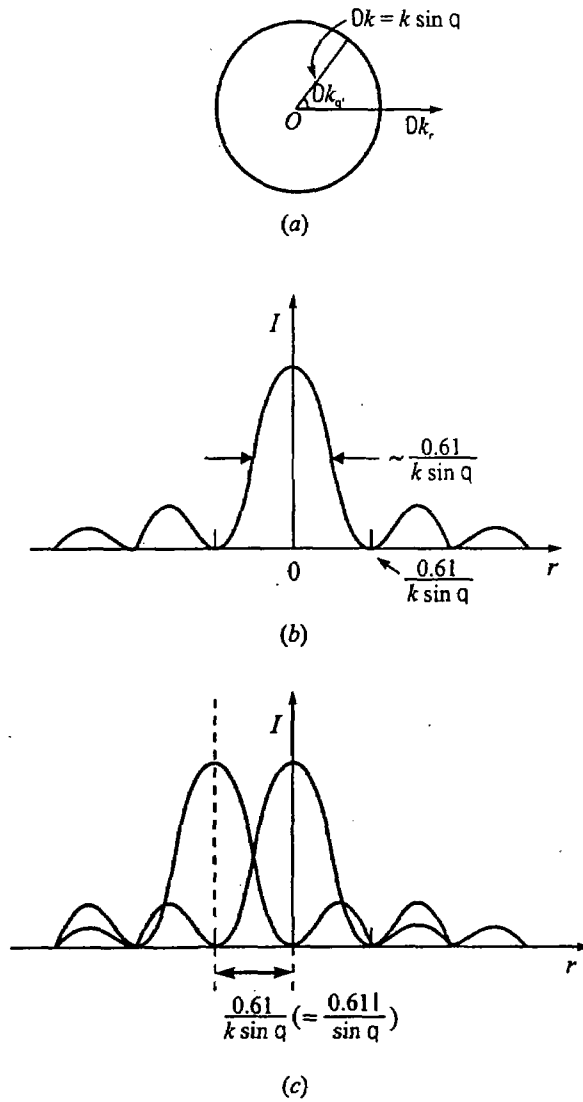 Dk = k sin q
Dk_q'
O
Dk_r
(a)
I
~ 0.61 / k sin q
0
0.61 / k sin q
r
(b)
I
r
0.61 / k sin q (= 0.61l / sin q)
(c)